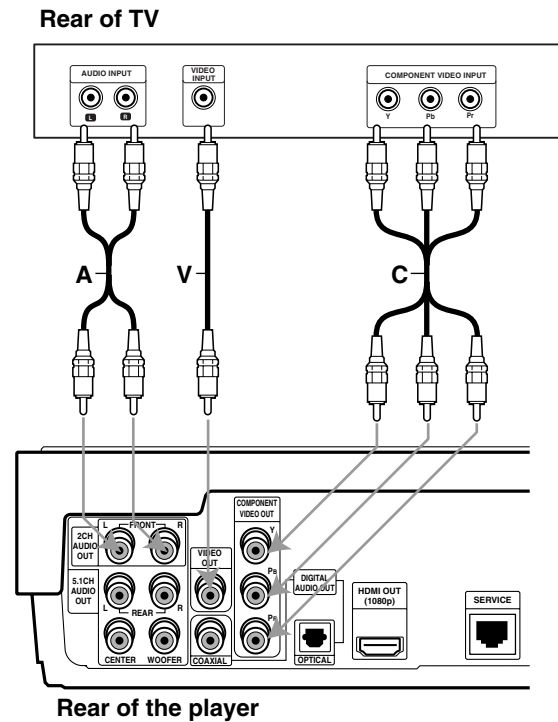 Rear of TV
AUDIO INPUT
VIDEO
INPUT
COMPONENT VIDEO INPUT
L
R
Y
Pb
Pr
A
V
C
COMPONENT
VIDEO OUT
L
FRONT
R
Y
2CH
AUDIO
OUT
VIDEO
OUT
PB
5.1CH
AUDIO
OUT
DIGITAL
AUDIO OUT
HDMI OUT
(1080p)
SERVICE
L
REAR
R
PR
CENTER
WOOFER
COAXIAL
OPTICAL
Rear of the player